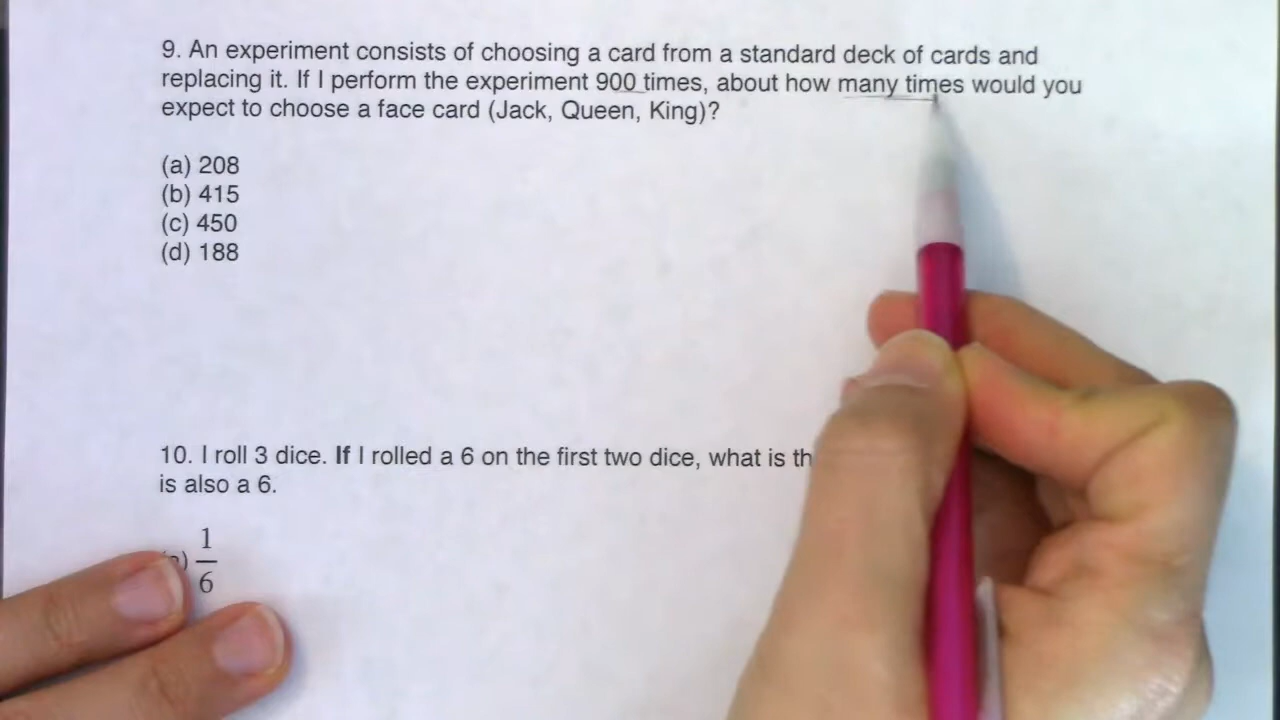 9. An experiment consists of choosing a card from a standard deck of cards and
replacing it. If I perform the experiment 900 times, about how many times would you
expect to choose a face card (Jack, Queen, King)?
(a) 208
(b) 415
(c) 450
(d) 188
10. I roll 3 dice. If I rolled a 6 on the first two dice, what is
is also a 6.
1
6